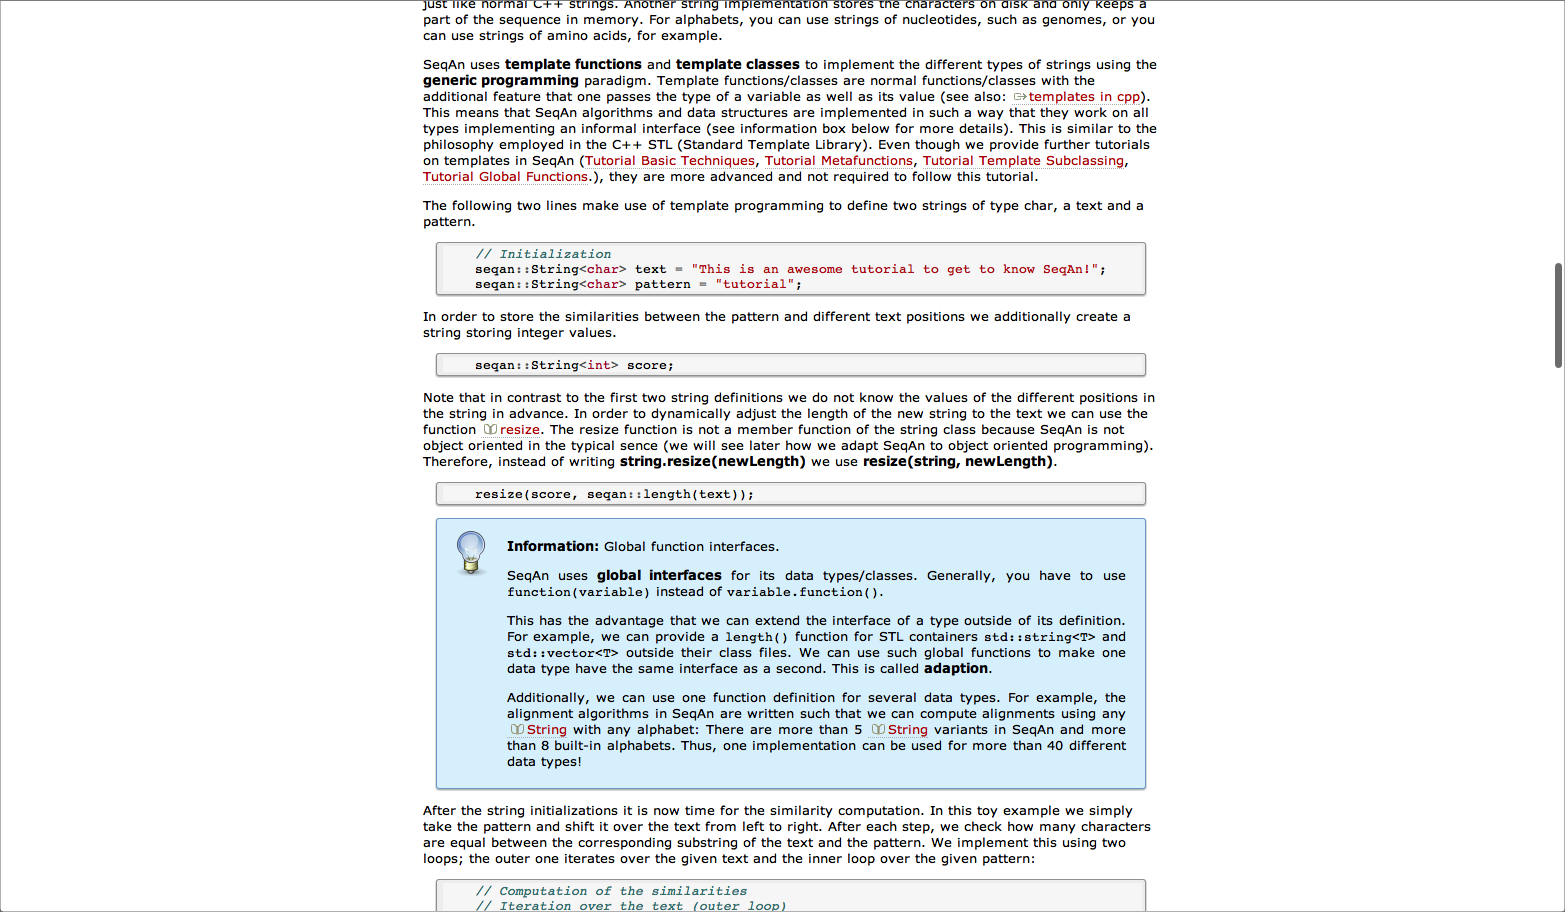 just like normal C++ strings. Another string implementation stores the characters on disk and only keeps a
part of the sequence in memory. For alphabets, you can use strings of nucleotides, such as genomes, or you
can use strings of amino acids, for example.
SeqAn uses template functions and template classes to implement the different types of strings using the
generic programming paradigm. Template functions/classes are normal functions/classes with the
additional feature that one passes the type of a variable as well as its value (see also: templates in cpp).
This means that SeqAn algorithms and data structures are implemented in such a way that they work on all
types implementing an informal interface (see information box below for more details). This is similar to the
philosophy employed in the C++ STL (Standard Template Library). Even though we provide further tutorials
on templates in SeqAn (Tutorial Basic Techniques, Tutorial Metafunctions, Tutorial Template Subclassing,
Tutorial Global Functions.), they are more advanced and not required to follow this tutorial.
The following two lines make use of template programming to define two strings of type char, a text and a
pattern.
// Initialization
seqan::String<char> text = "This is an awesome tutorial to get to know SeqAn!";
seqan::String<char> pattern = "tutorial";
In order to store the similarities between the pattern and different text positions we additionally create a
string storing integer values.
seqan::String<int> score;
Note that in contrast to the first two string definitions we do not know the values of the different positions in
the string in advance. In order to dynamically adjust the length of the new string to the text we can use the
function resize. The resize function is not a member function of the string class because SeqAn is not
object oriented in the typical sence (we will see later how we adapt SeqAn to object oriented programming).
Therefore, instead of writing string.resize(newLength) we use resize(string, newLength).
resize(score, seqan::length(text));
Information: Global function interfaces.
SeqAn uses global interfaces for its data types/classes. Generally, you have to use
function(variable) instead of variable.function().
This has the advantage that we can extend the interface of a type outside of its definition.
For example, we can provide a length() function for STL containers std::string<T> and
std::vector<T> outside their class files. We can use such global functions to make one
data type have the same interface as a second. This is called adaption.
Additionally, we can use one function definition for several data types. For example, the
alignment algorithms in SeqAn are written such that we can compute alignments using any
String with any alphabet: There are more than 5 String variants in SeqAn and more
than 8 built-in alphabets. Thus, one implementation can be used for more than 40 different
data types!
After the string initializations it is now time for the similarity computation. In this toy example we simply
take the pattern and shift it over the text from left to right. After each step, we check how many characters
are equal between the corresponding substring of the text and the pattern. We implement this using two
loops; the outer one iterates over the given text and the inner loop over the given pattern:
// Computation of the similarities
// Iteration over the text (outer loop)